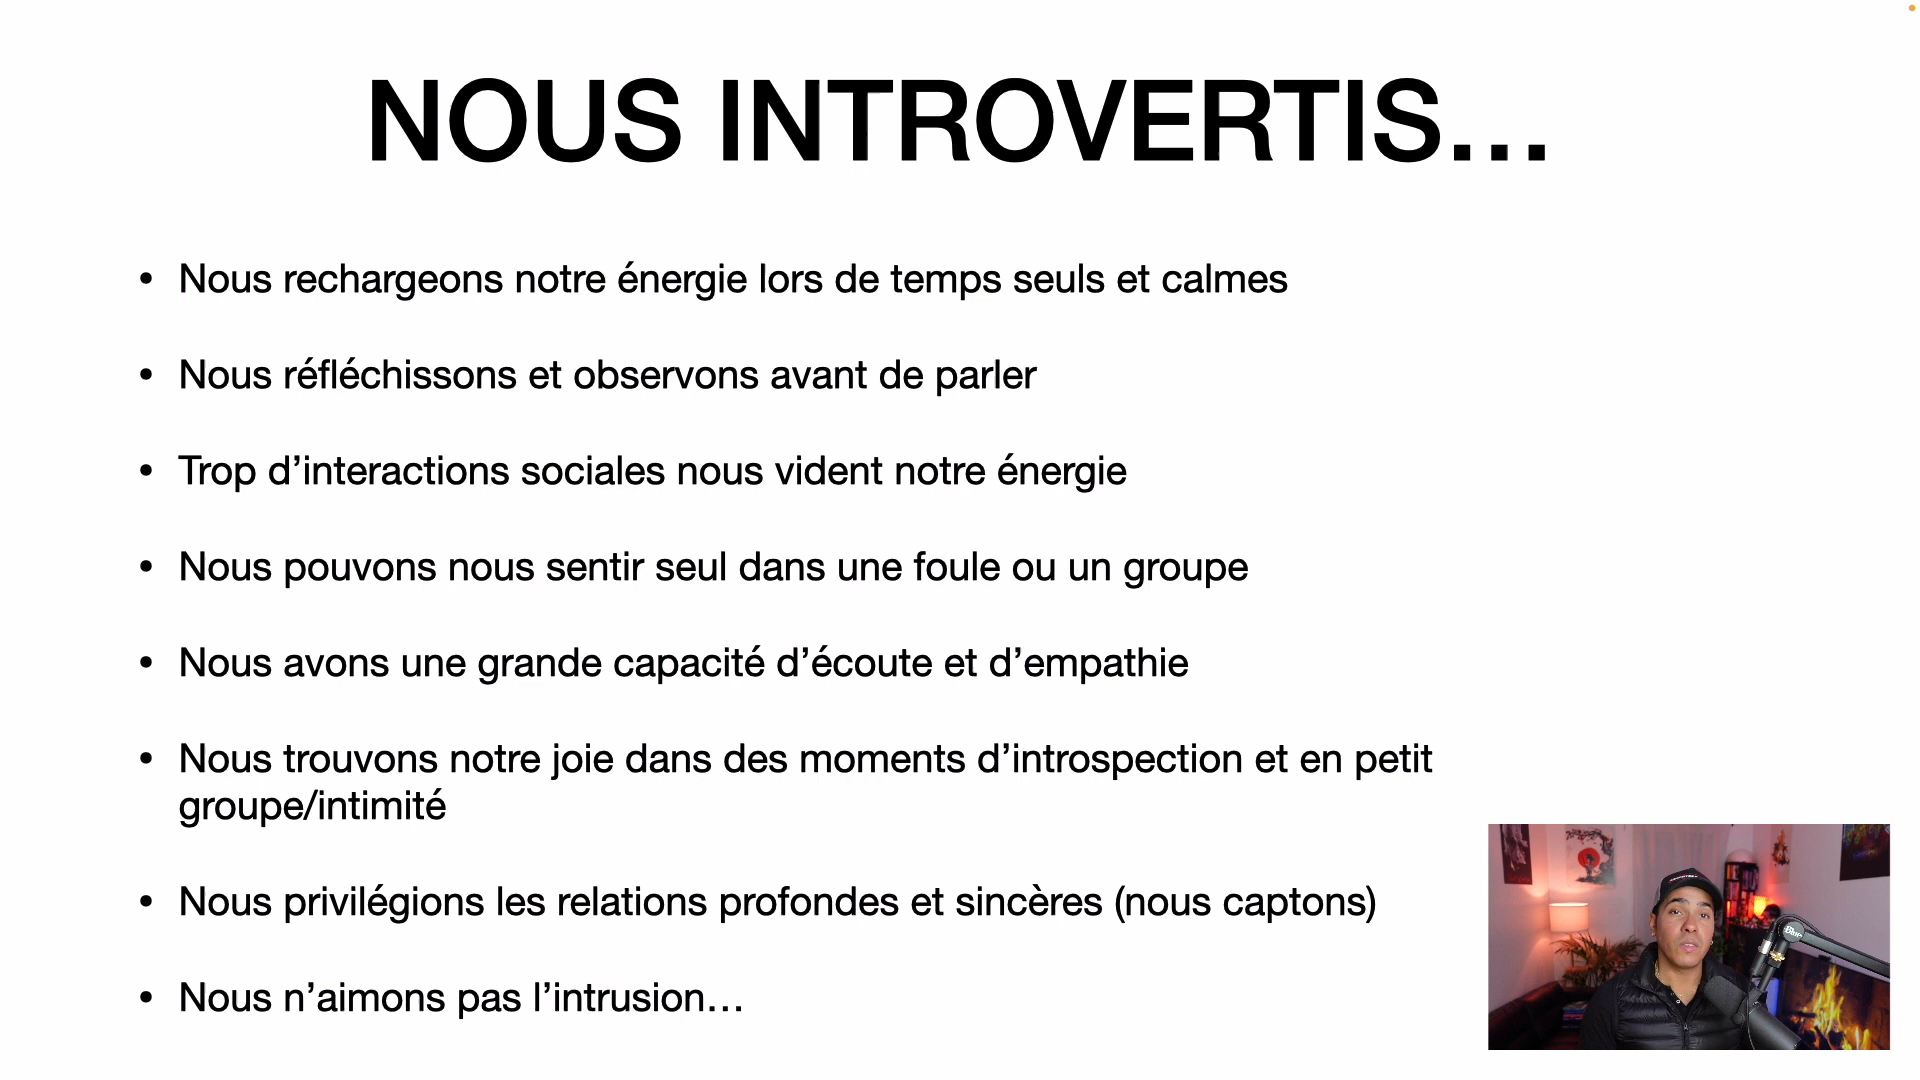 NOUS INTROVERTIS…
• Nous rechargeons notre énergie lors de temps seuls et calmes
• Nous réfléchissons et observons avant de parler
• Trop d’interactions sociales nous vident notre énergie
• Nous pouvons nous sentir seul dans une foule ou un groupe
• Nous avons une grande capacité d’écoute et d’empathie
• Nous trouvons notre joie dans des moments d’introspection et en petit
groupe/intimité
• Nous privilégions les relations profondes et sincères (nous captons)
• Nous n’aimons pas l’intrusion…
Blue